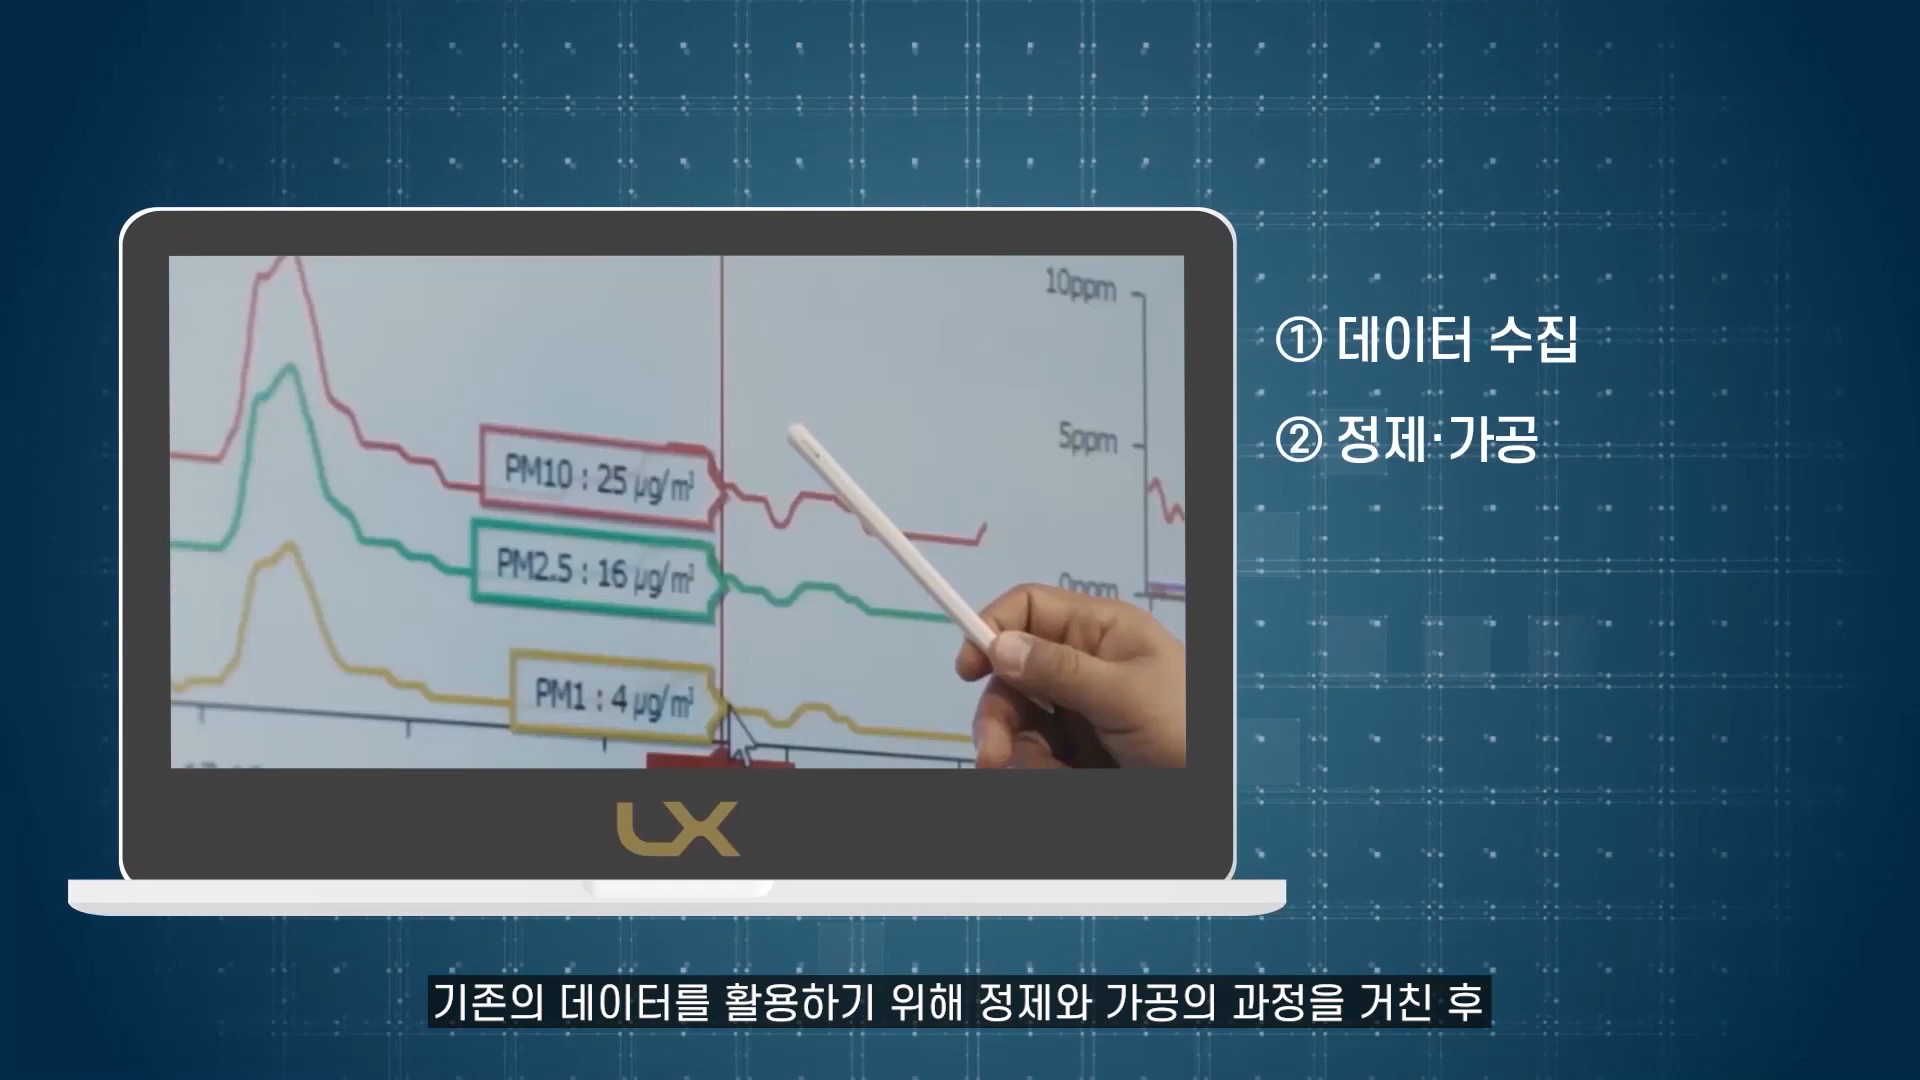 10ppm
① 데이터 수집
② 정제·가공
5ppm
PM10 : 25 µg/m³
PM2.5 : 16 µg/m³
0ppm
PM1 : 4 µg/m³
LX
기존의 데이터를 활용하기 위해 정제와 가공의 과정을 거친 후